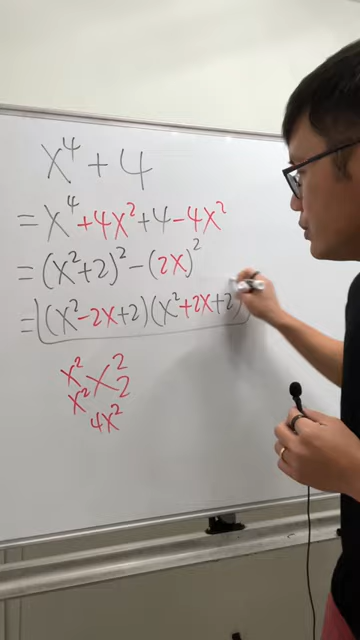 x⁴ + 4
= x⁴ + 4x² + 4 - 4x²
= (x² + 2)² - (2x)²
= (x² - 2x + 2)(x² + 2x + 2)
x² 2
x² 2
4x²